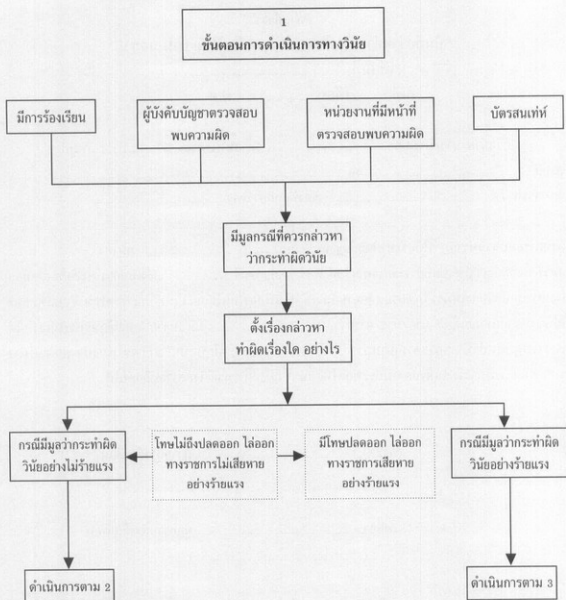 1
ขั้นตอนการดำเนินการทางวินัย
มีการร้องเรียน
ผู้บังคับบัญชาตรวจสอบ
พบความผิด
หน่วยงานที่มีหน้าที่
ตรวจสอบพบความผิด
บัตรสนเท่ห์
มีมูลกรณีที่ควรกล่าวหา
ว่ากระทำผิดวินัย
ตั้งเรื่องกล่าวหา
ทำผิดเรื่องใด อย่างไร
กรณีมีมูลว่ากระทำผิด
วินัยอย่างไม่ร้ายแรง
โทษไม่ถึงปลดออก ไล่ออก
ทางราชการไม่เสียหาย
อย่างร้ายแรง
มีโทษปลดออก ไล่ออก
ทางราชการเสียหาย
อย่างร้ายแรง
กรณีมีมูลว่ากระทำผิด
วินัยอย่างร้ายแรง
ดำเนินการตาม 2
ดำเนินการตาม 3